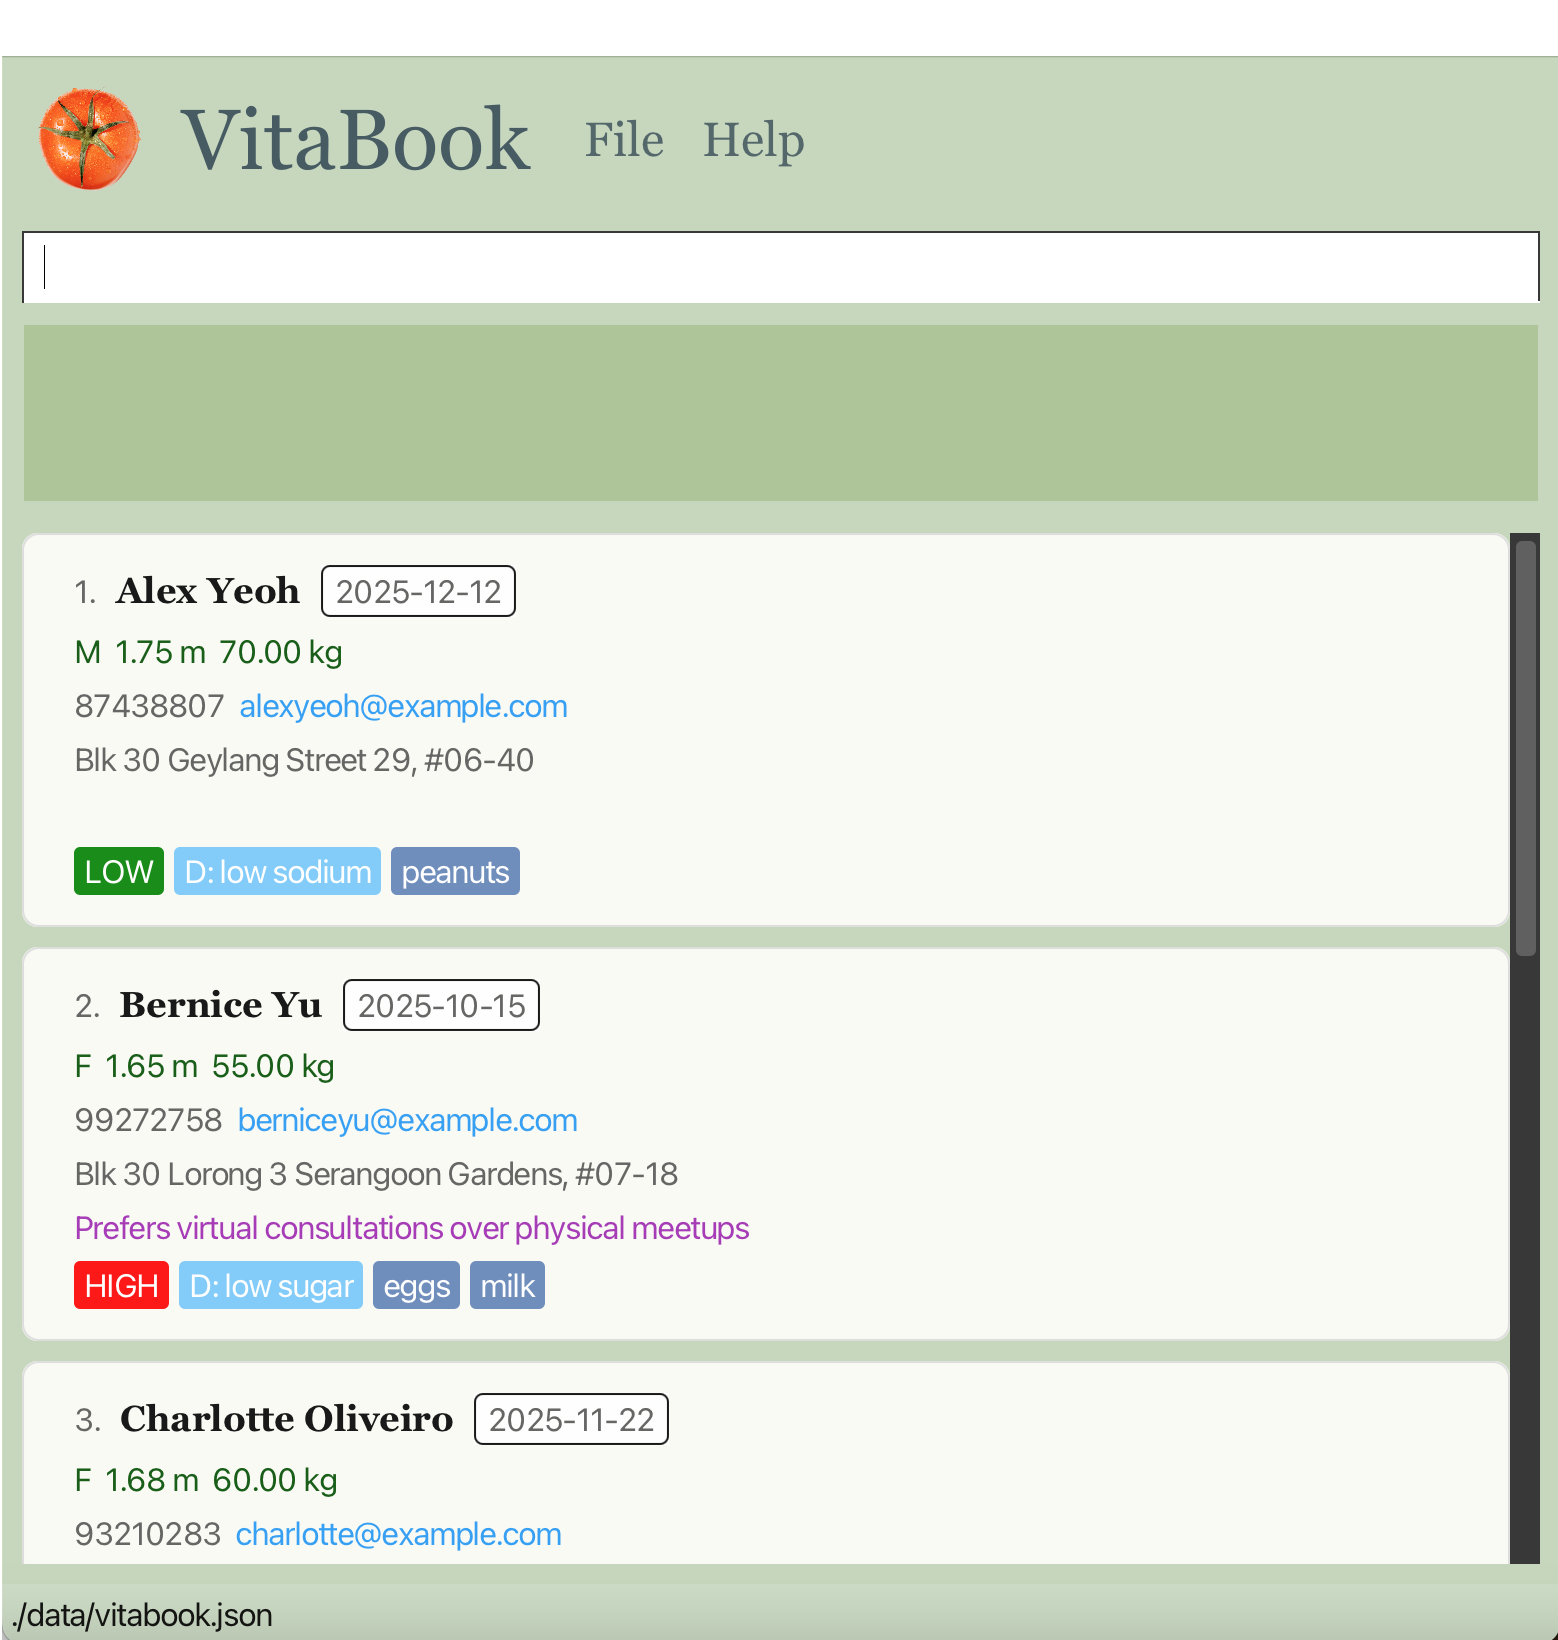 VitaBook File Help
1. Alex Yeoh 2025-12-12
M 1.75 m 70.00 kg
87438807 alexyeoh@example.com
Blk 30 Geylang Street 29, #06-40
LOW D: low sodium peanuts
2. Bernice Yu 2025-10-15
F 1.65 m 55.00 kg
99272758 berniceyu@example.com
Blk 30 Lorong 3 Serangoon Gardens, #07-18
Prefers virtual consultations over physical meetups
HIGH D: low sugar eggs milk
3. Charlotte Oliveiro 2025-11-22
F 1.68 m 60.00 kg
93210283 charlotte@example.com
./data/vitabook.json